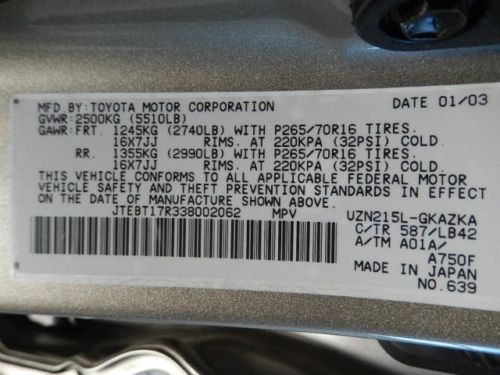 MFD.BY:TOYOTA MOTOR CORPORATION DATE 01/03
GVWR:2500KG (5510LB)
GAWR:FRT. 1245KG (2740LB) WITH P265/70R16 TIRES.
16X7JJ RIMS. AT 220KPA (32PSI) COLD.
RR. 1355KG (2990LB) WITH P265/70R16 TIRES.
16X7JJ RIMS. AT 220KPA (32PSI) COLD.
THIS VEHICLE CONFORMS TO ALL APPLICABLE FEDERAL MOTOR
VEHICLE SAFETY AND THEFT PREVENTION STANDARDS IN EFFECT
ON THE DATE OF MANUFACTURE SHOWN ABOVE.
JTEBT17R338002062 MPV UZN215L-GKAZKA
C/TR 587/LB42
A/TM A01A/
A750F
MADE IN JAPAN
NO.639